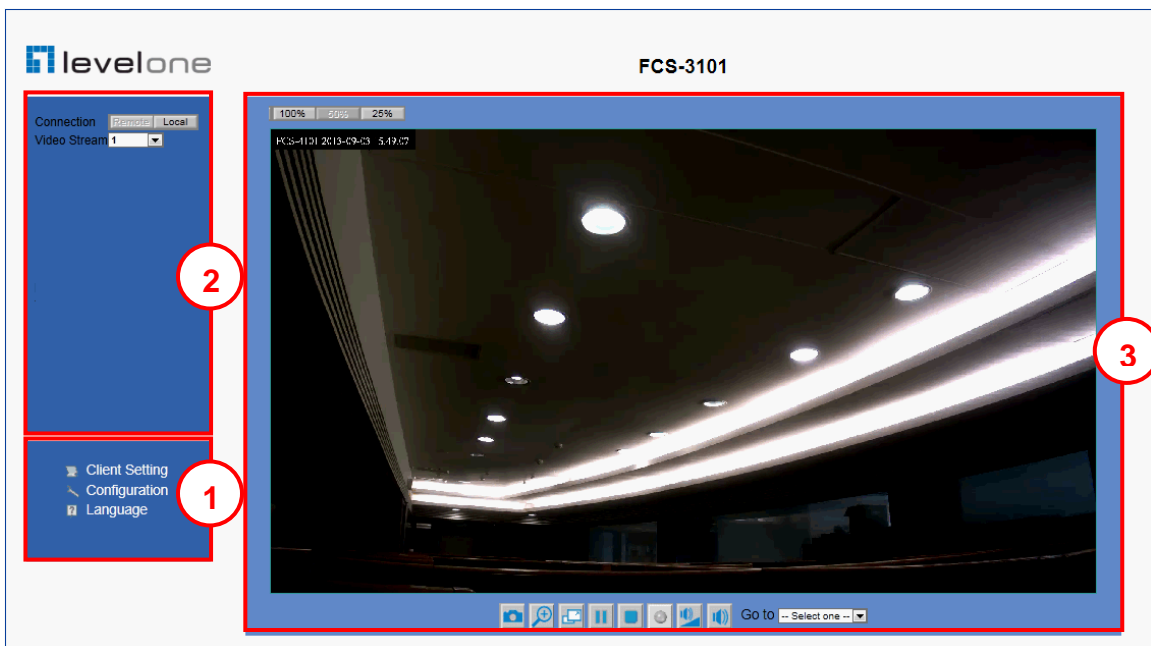 levelone
FCS-3101
Connection Remote Local
Video Stream 1
100% 50% 25%
FCS-4101 2013-09-03 5:49:07
2
3
Client Setting
Configuration
Language
1
Go to -- Select one --